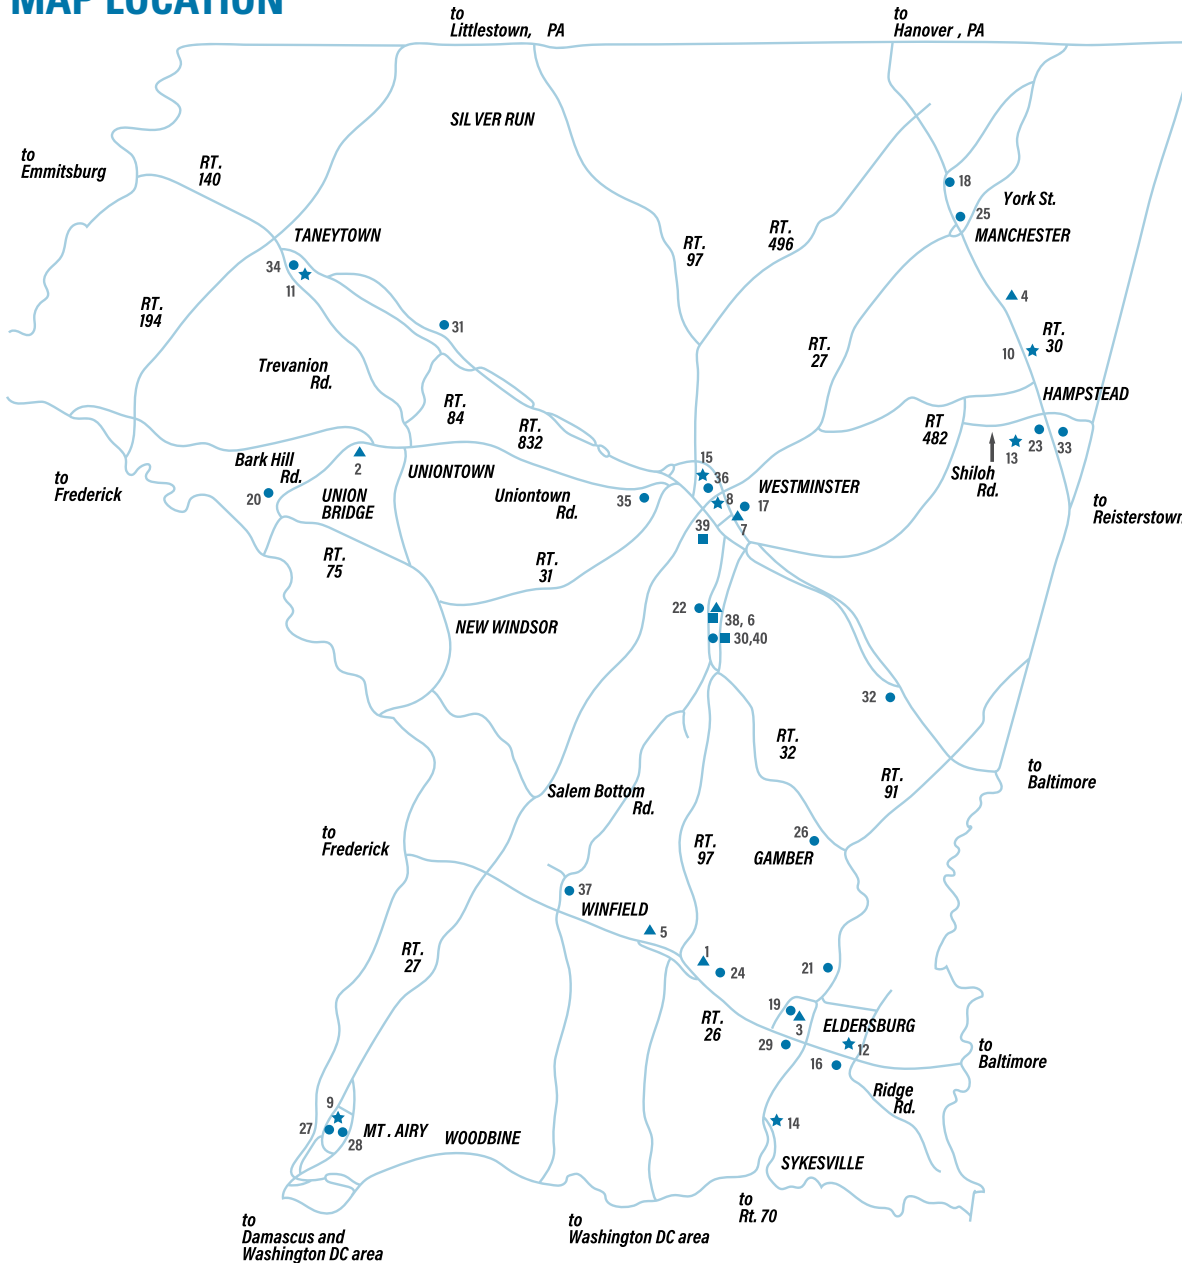 MAP LOCATION
to
Littlestown, PA
to
Hanover , PA
SILVER RUN
to
Emmitsburg
RT.
140
18
York St.
25
MANCHESTER
TANEYTOWN
RT.
97
RT.
496
34
11
4
RT.
194
31
RT.
30
10
RT.
27
Trevanion
Rd.
HAMPSTEAD
RT.
84
RT.
832
RT
482
23
13
33
Shiloh
Rd.
Bark Hill
Rd.
2
UNIONTOWN
15
36
WESTMINSTER
to
Frederick
20
UNION
BRIDGE
Uniontown
Rd.
35
8
17
7
39
to
Reisterstown
RT.
75
RT.
31
NEW WINDSOR
22
38, 6
30,40
32
RT.
32
RT.
91
to
Baltimore
Salem Bottom
Rd.
to
Frederick
RT.
97
26
GAMBER
37
WINFIELD
5
1
24
21
RT.
27
19
3
RT.
26
ELDERSBURG
29
12
16
to
Baltimore
Ridge
Rd.
9
27
28
MT . AIRY
WOODBINE
14
SYKESVILLE
to
Rt. 70
to
Damascus and
Washington DC area
to
Washington DC area